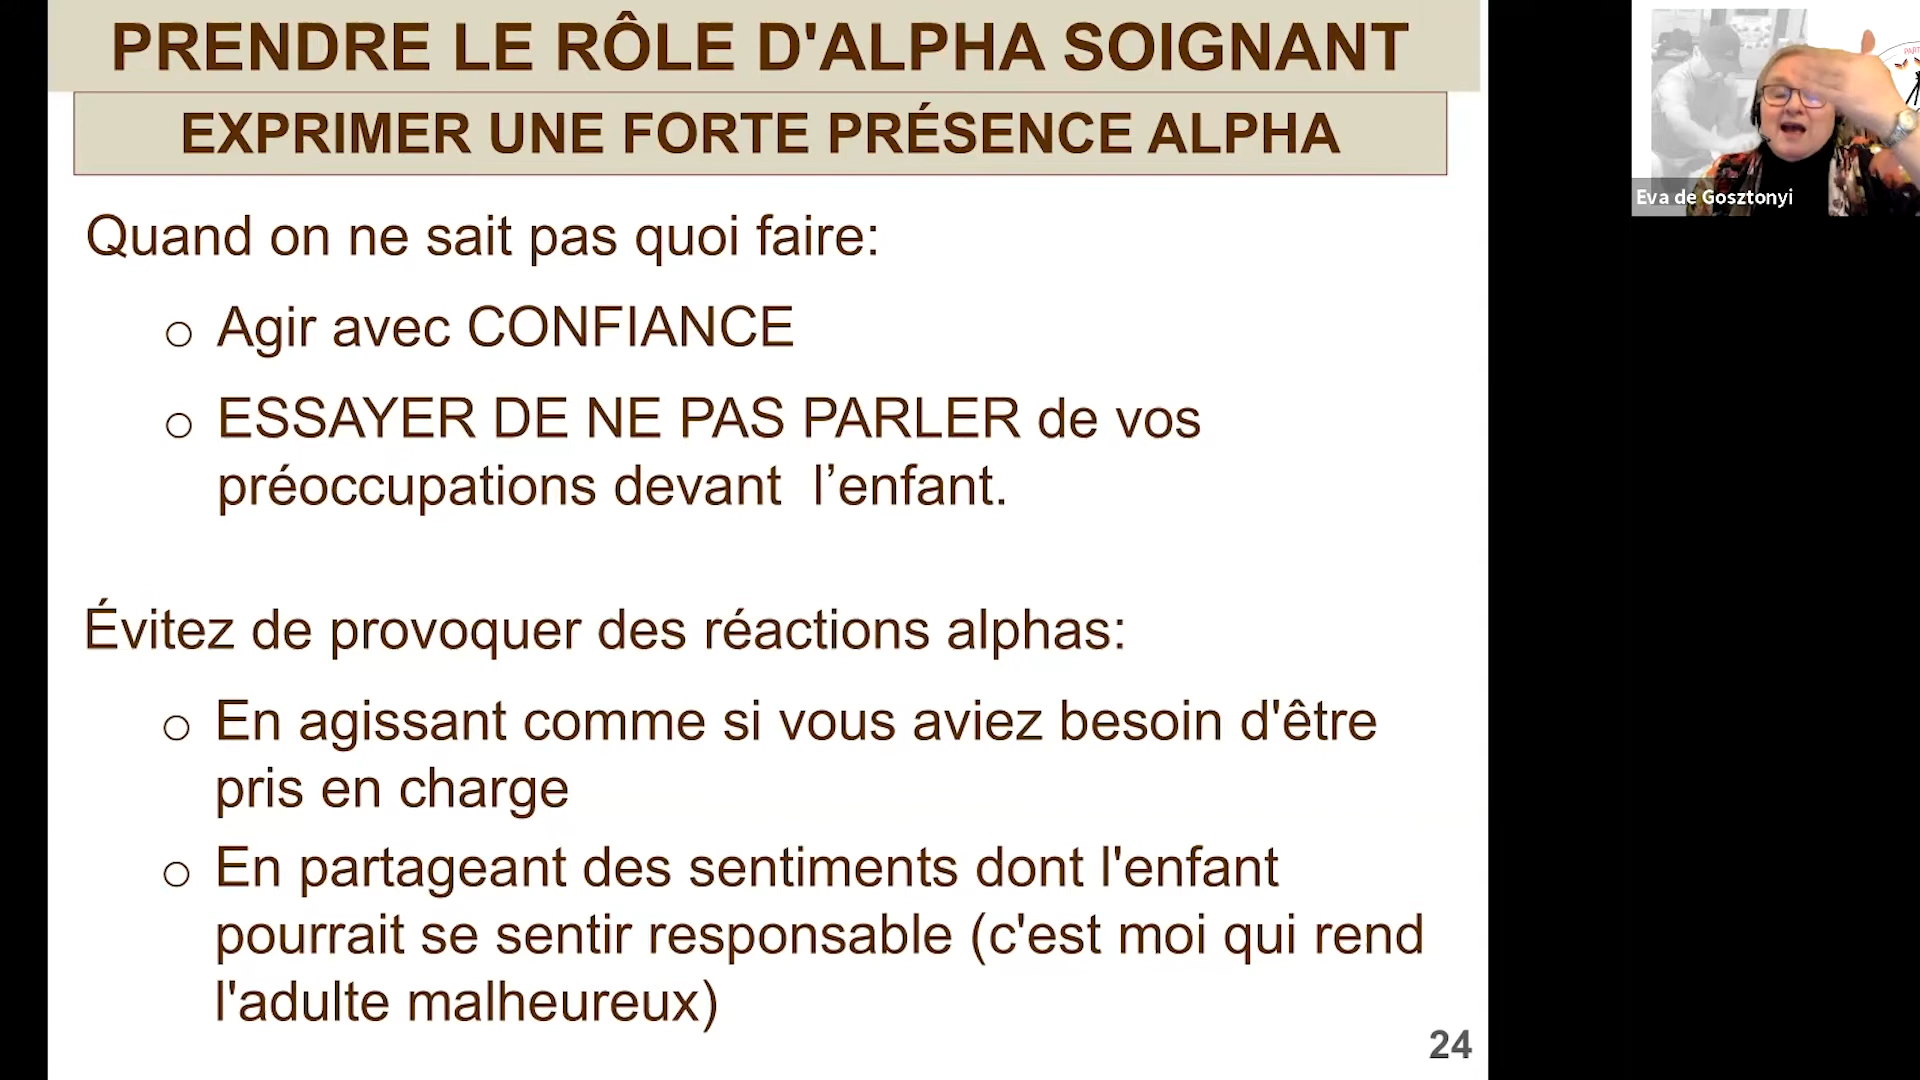 PRENDRE LE RÔLE D'ALPHA SOIGNANT
EXPRIMER UNE FORTE PRÉSENCE ALPHA
Quand on ne sait pas quoi faire:
o Agir avec CONFIANCE
o ESSAYER DE NE PAS PARLER de vos
préoccupations devant l’enfant.
Évitez de provoquer des réactions alphas:
o En agissant comme si vous aviez besoin d'être
pris en charge
o En partageant des sentiments dont l'enfant
pourrait se sentir responsable (c'est moi qui rend
l'adulte malheureux)
24
Eva de Gosztonyi